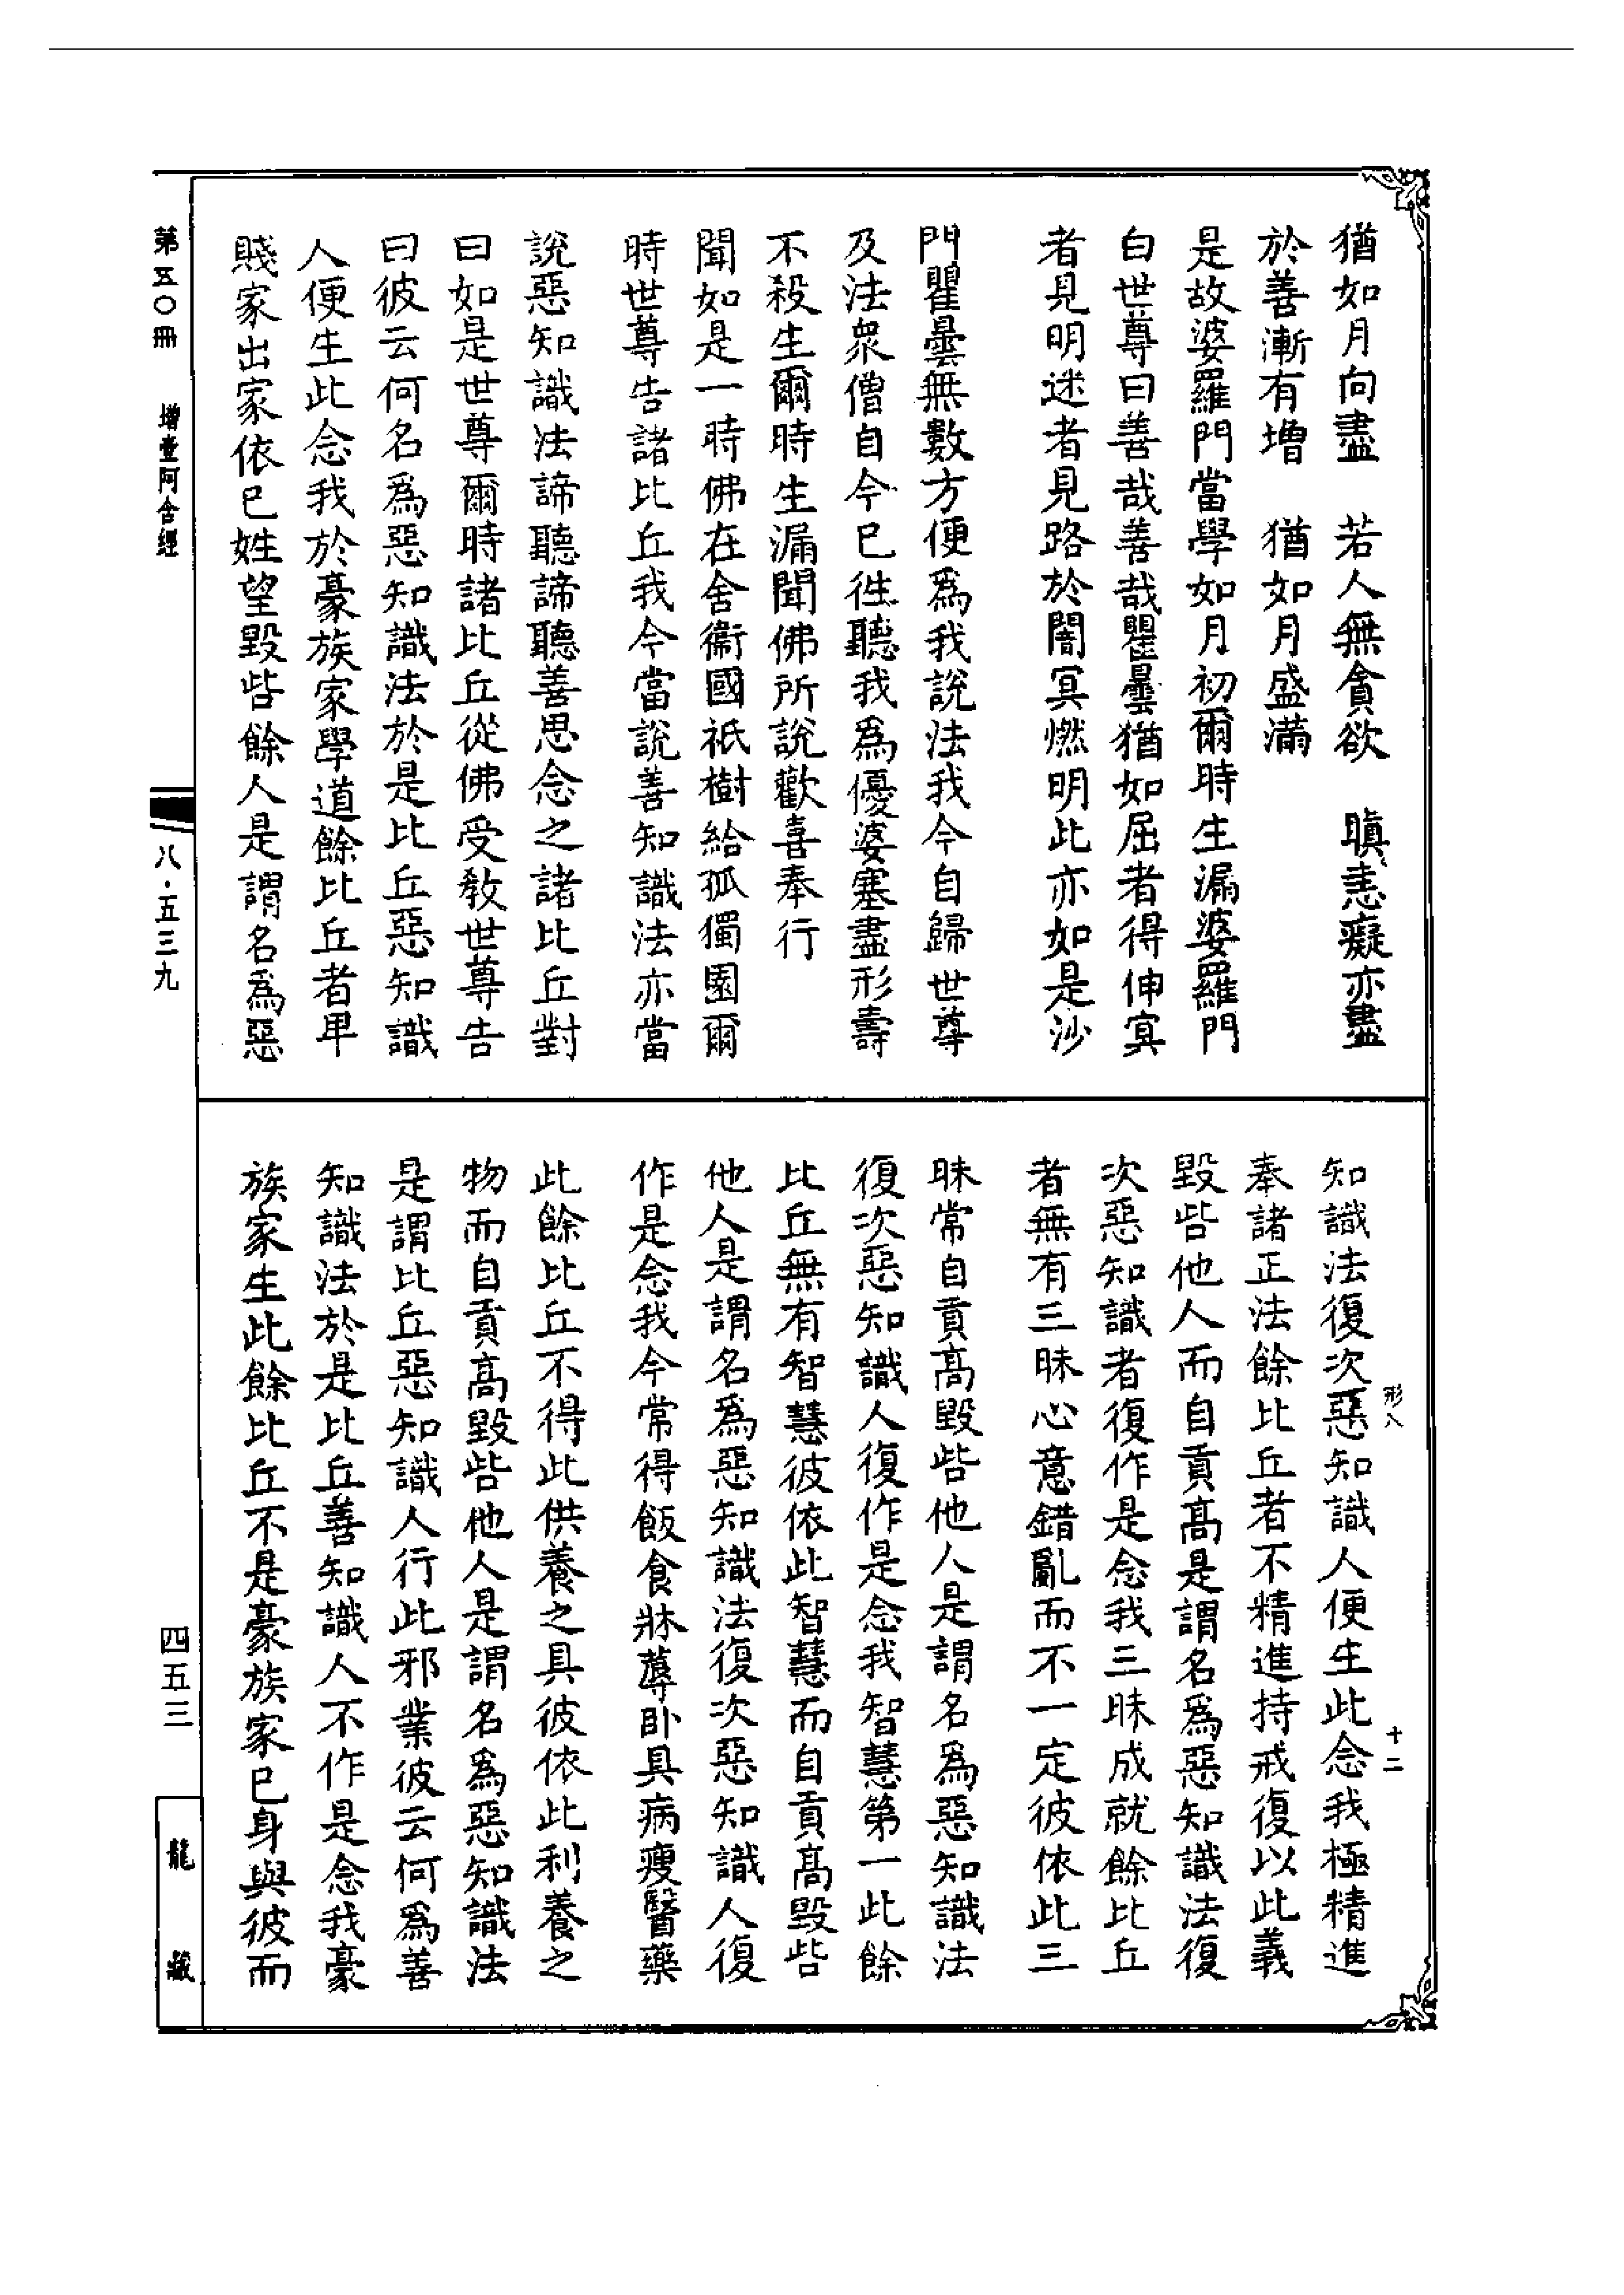 猶如月向盡　若人無貪欲　瞋恚癡亦盡
於善漸有增　猶如月盛滿
是故婆羅門當學如月初爾時生漏婆羅門
白世尊曰善哉善哉瞿曇猶如屈者得伸㝠
者見明迷者見路於闇冥燃明此亦如是沙
門瞿曇無數方便爲我說法我今自歸世尊
及法衆僧自今已徃聽我爲優婆塞盡形壽
不殺生爾時生漏聞佛所說歡喜奉行
聞如是一時佛在舍衞國祇樹給孤獨園爾
時世尊告諸比丘我今當說善知識法亦當
說惡知識法諦聽諦聽善思念之諸比丘對
曰如是世尊爾時諸比丘從佛受敎世尊告
曰彼云何名爲惡知識法於是比丘惡知識
人便生此念我於豪族家學道餘比丘者卑
賤家出家依已姓望毀呰餘人是謂名爲惡
知識法復次惡知識人便生此念我極精進
奉諸正法餘比丘者不精進持戒復以此義
毀呰他人而自貢高是謂名爲惡知識法復
次惡知識者復作是念我三昧成就餘比丘
者無有三昧心意錯亂而不一定彼依此三
昧常自貢高毀呰他人是謂名爲惡知識法
復次惡知識人復作是念我智慧第一此餘
比丘無有智慧彼依此智慧而自貢高毀呰
他人是謂名爲惡知識法復次惡知識人復
作是念我今常得飯食牀蓐卧具病瘦醫藥
此餘比丘不得此供養之具彼依此利養之
物而自貢高毀呰他人是謂名爲惡知識法
是謂比丘惡知識人行此邪業彼云何爲善
知識法於是比丘善知識人不作是念我豪
族家生此餘比丘不是豪族家已身與彼而
形八
十二
第五〇冊　增壹阿含經
八·五三九
四五三
龍藏